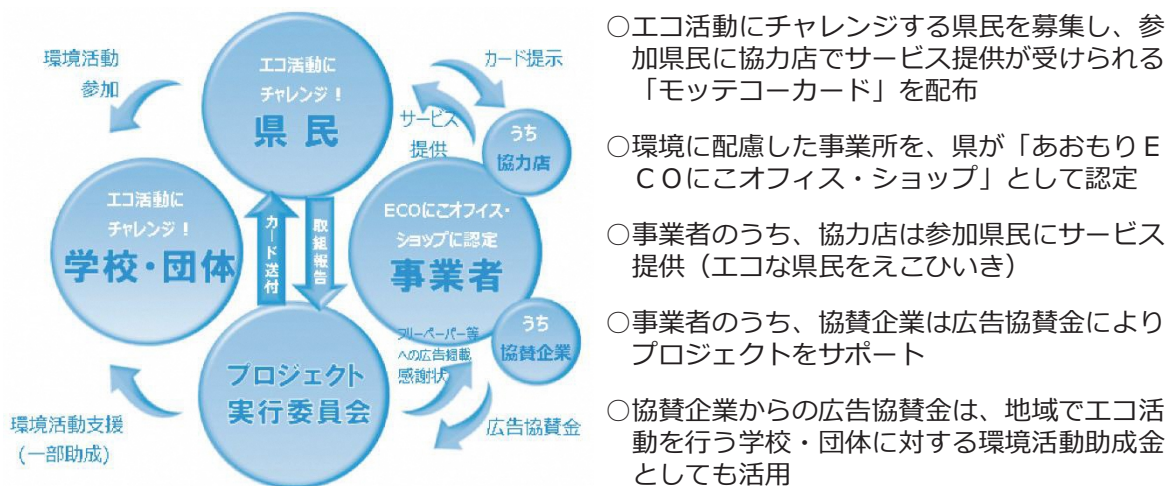 環境活動
参加
エコ活動に
チャレンジ！
県民
カード提示
サービス
提供
うち
協力店
エコ活動に
チャレンジ！
学校・団体
カード送付
取組報告
ECOにこオフィス・
ショップに認定
事業者
うち
協賛企業
フリーペーパー等
への広告掲載
感謝状
プロジェクト
実行委員会
環境活動支援
(一部助成)
広告協賛金
○エコ活動にチャレンジする県民を募集し、参
加県民に協力店でサービス提供が受けられる
「モッテコーカード」を配布
○環境に配慮した事業所を、県が「あおもりＥ
ＣＯにこオフィス・ショップ」として認定
○事業者のうち、協力店は参加県民にサービス
提供（エコな県民をえこひいき）
○事業者のうち、協賛企業は広告協賛金により
プロジェクトをサポート
○協賛企業からの広告協賛金は、地域でエコ活
動を行う学校・団体に対する環境活動助成金
としても活用